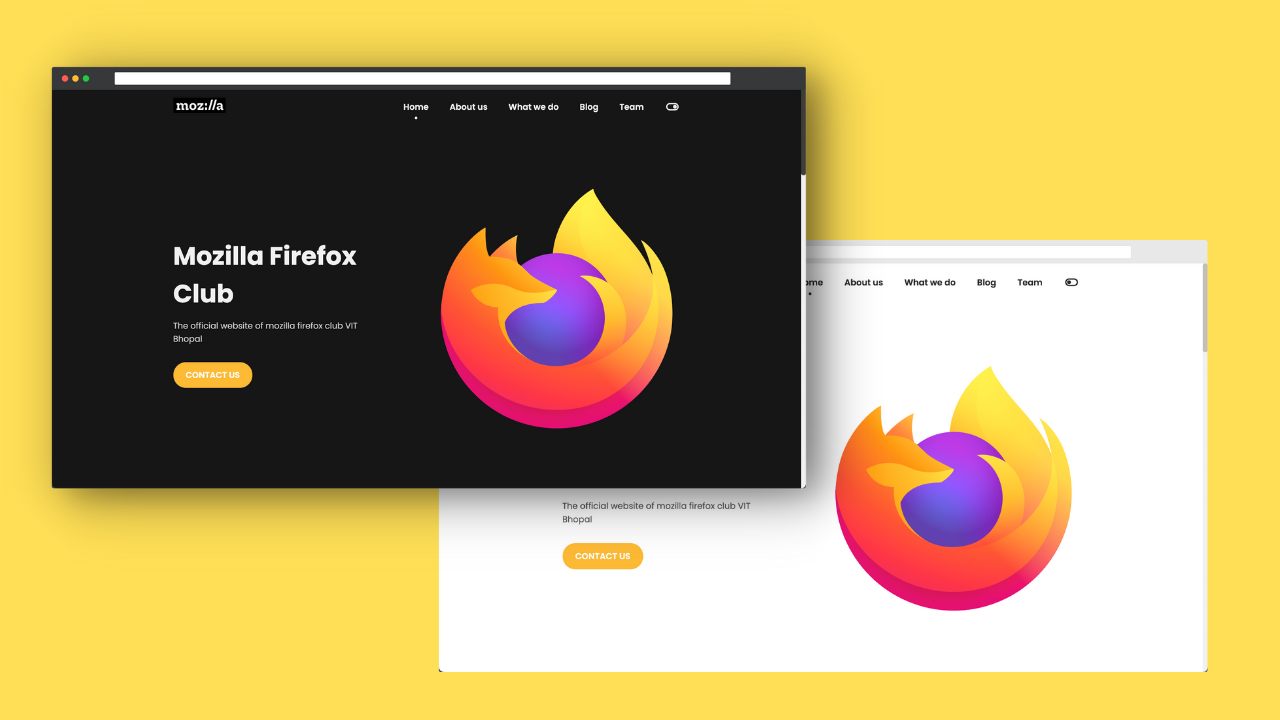 moz://a
Home About us What we do Blog Team
Mozilla Firefox
Club
The official website of mozilla firefox club VIT
Bhopal
CONTACT US
ome About us What we do Blog Team
The official website of mozilla firefox club VIT
Bhopal
CONTACT US